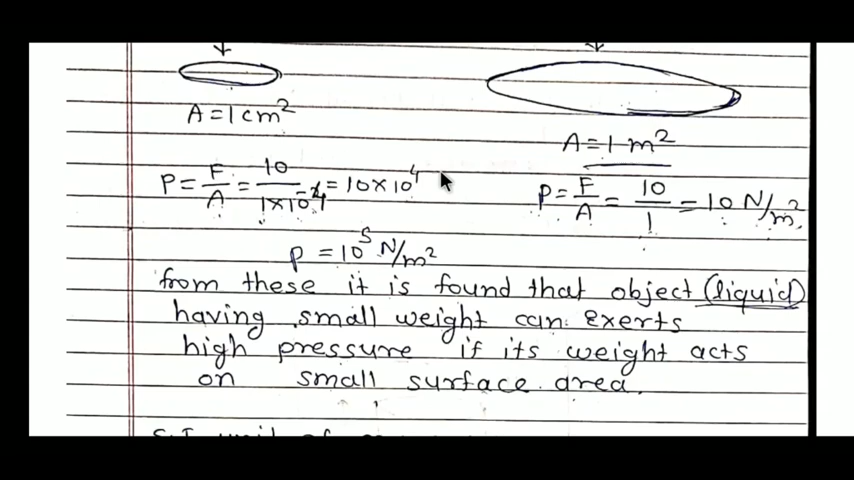 A = 1 cm²
A = 1 m²
P = F/A = 10/1×10⁻⁴ = 10×10⁴
P = F/A = 10/1 = 10 N/m²
P = 10⁵ N/m²
from these it is found that object (liquid)
having small weight can exerts
high pressure if its weight acts
on small surface area.
S.I unit of